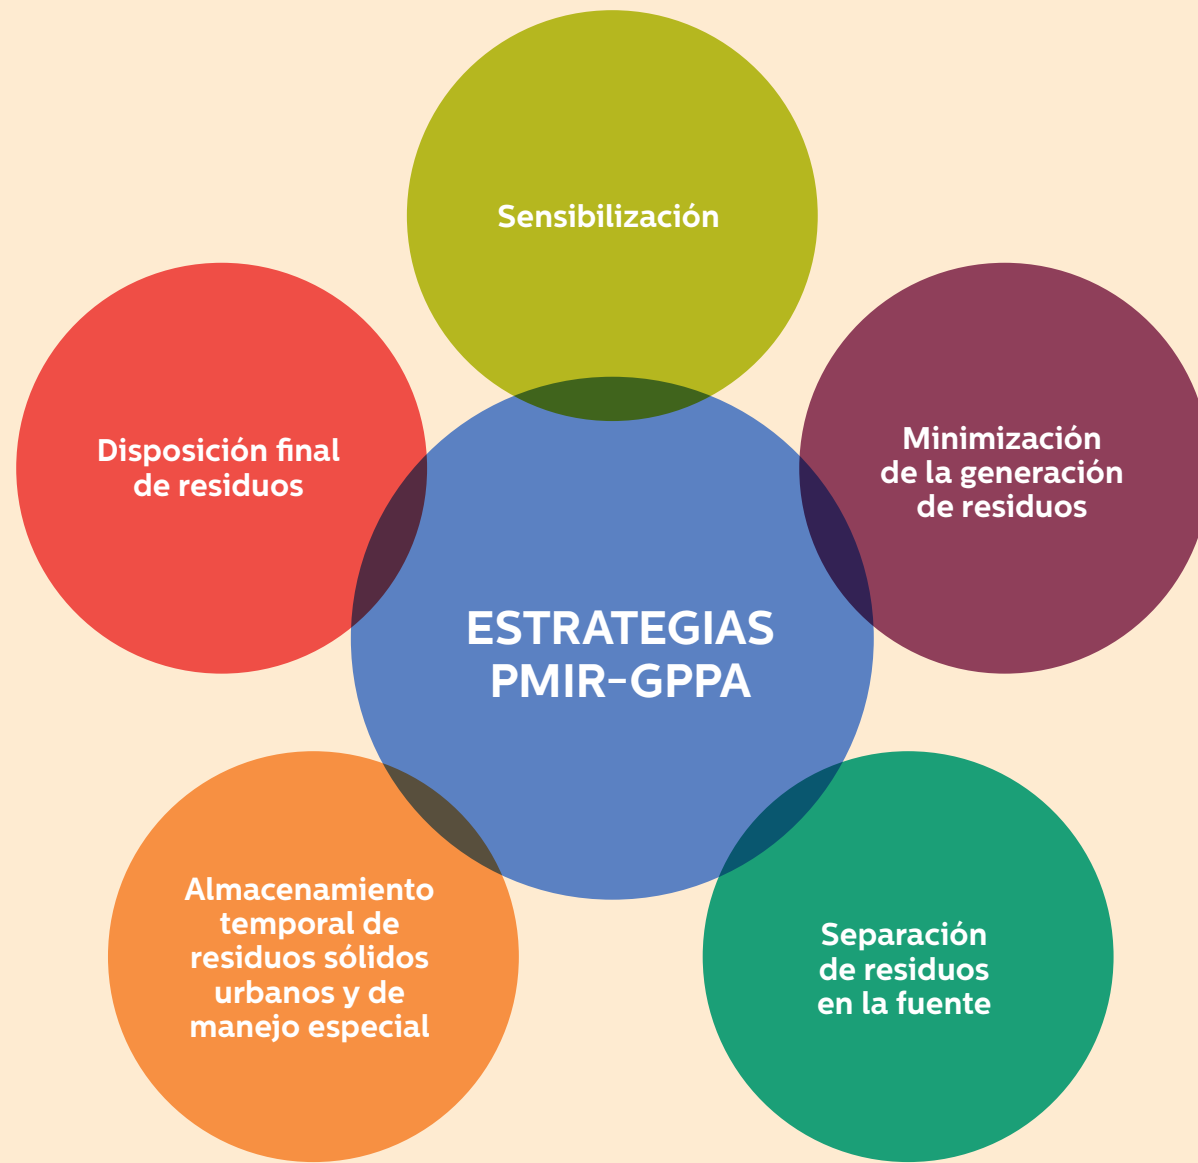 Sensibilización
Minimización
de la generación
de residuos
Separación
de residuos
en la fuente
Almacenamiento
temporal de
residuos sólidos
urbanos y de
manejo especial
Disposición final
de residuos
ESTRATEGIAS
PMIR-GPPA